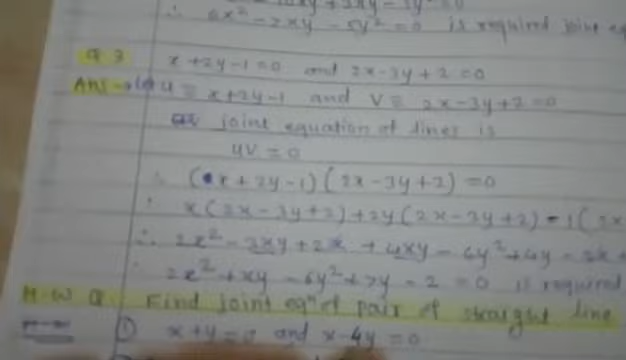 ∴ 6x² - 2xy - 5y² = 0 is required joint eq
Q 3 x + 2y - 1 = 0 and 2x - 3y + 2 = 0
Ans → let u ≡ x + 2y - 1 and V ≡ 2x - 3y + 2 = 0
joint equation of lines is
uv = 0
∴ (x + 2y - 1)(2x - 3y + 2) = 0
∴ x(2x - 3y + 2) + 2y(2x - 3y + 2) - 1(2x
∴ 2x² - 3xy + 2x + 4xy - 6y² + 4y - 2x +
∴ 2x² + xy - 6y² + 7y - 2 = 0 is required
H.W Q. Find joint eqⁿ of pair of straight line
① x + y = 0 and x - 4y = 0